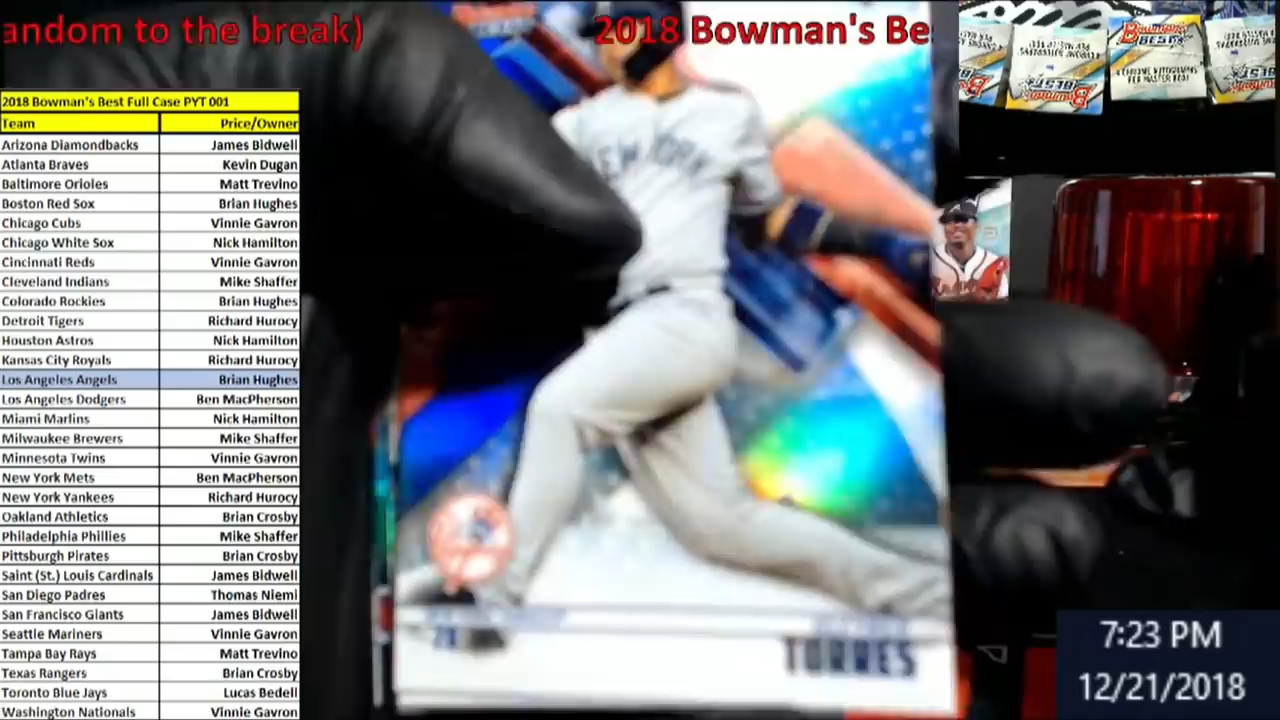 andom to the break)
2018 Bowman's Be
2018 Bowman's Best Full Case PYT 001
Team Price/Owner
Arizona Diamondbacks James Bidwell
Atlanta Braves Kevin Dugan
Baltimore Orioles Matt Trevino
Boston Red Sox Brian Hughes
Chicago Cubs Vinnie Gavron
Chicago White Sox Nick Hamilton
Cincinnati Reds Vinnie Gavron
Cleveland Indians Mike Shaffer
Colorado Rockies Brian Hughes
Detroit Tigers Richard Hurocy
Houston Astros Nick Hamilton
Kansas City Royals Richard Hurocy
Los Angeles Angels Brian Hughes
Los Angeles Dodgers Ben MacPherson
Miami Marlins Nick Hamilton
Milwaukee Brewers Mike Shaffer
Minnesota Twins Vinnie Gavron
New York Mets Ben MacPherson
New York Yankees Richard Hurocy
Oakland Athletics Brian Crosby
Philadelphia Phillies Mike Shaffer
Pittsburgh Pirates Brian Crosby
Saint (St.) Louis Cardinals James Bidwell
San Diego Padres Thomas Niemi
San Francisco Giants James Bidwell
Seattle Mariners Vinnie Gavron
Tampa Bay Rays Matt Trevino
Texas Rangers Brian Crosby
Toronto Blue Jays Lucas Bedell
Washington Nationals Vinnie Gavron
NEW YORK
TORRES
Bowman's
BEST
7:23 PM
12/21/2018